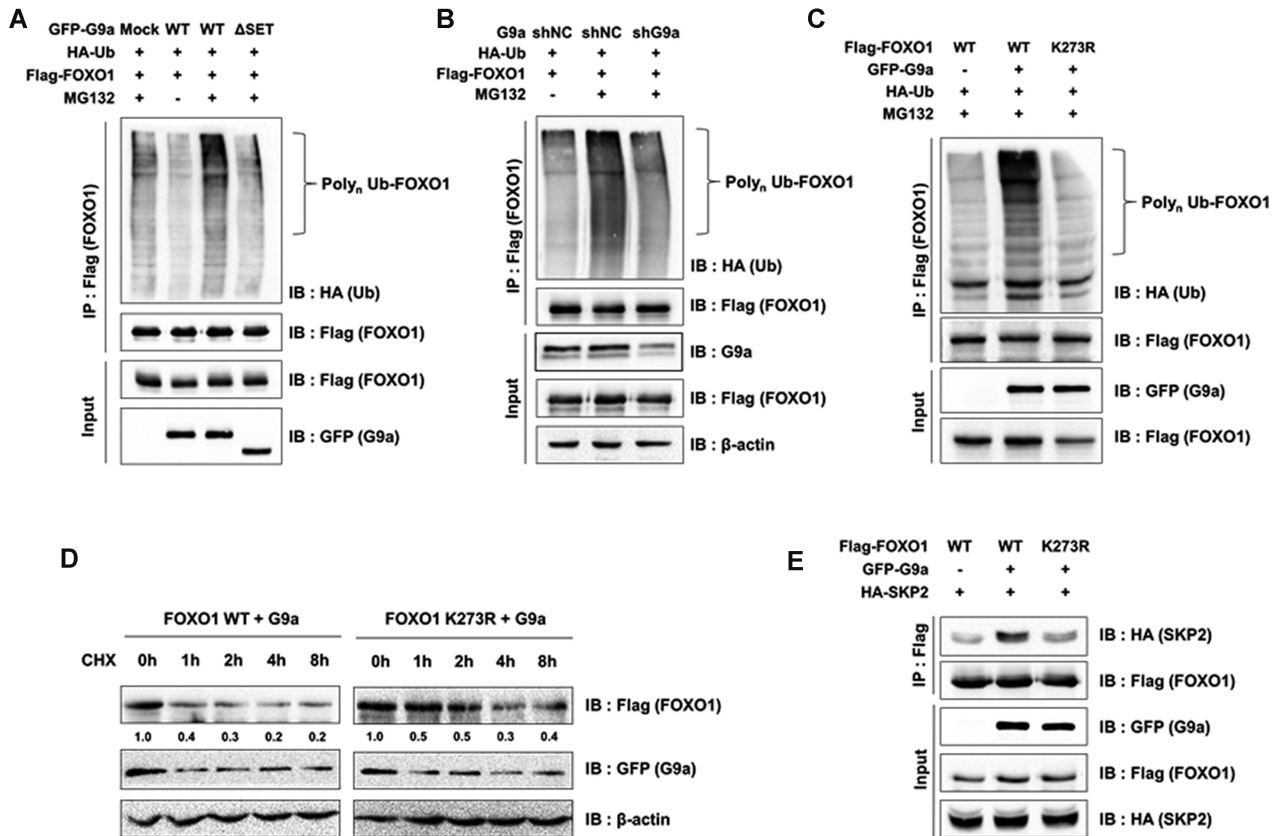 A
GFP-G9a Mock WT WT ΔSET
HA-Ub + + + +
Flag-FOXO1 + + + +
MG132 + - + +
IP : Flag (FOXO1)
Polyn Ub-FOXO1
IB : HA (Ub)
IB : Flag (FOXO1)
Input
IB : Flag (FOXO1)
IB : GFP (G9a)
B
G9a shNC shNC shG9a
HA-Ub + + +
Flag-FOXO1 + + +
MG132 - + +
IP : Flag (FOXO1)
Polyn Ub-FOXO1
IB : HA (Ub)
IB : Flag (FOXO1)
IB : G9a
Input
IB : Flag (FOXO1)
IB : β-actin
C
Flag-FOXO1 WT WT K273R
GFP-G9a - + +
HA-Ub + + +
MG132 + + +
IP : Flag (FOXO1)
Polyn Ub-FOXO1
IB : HA (Ub)
IB : Flag (FOXO1)
Input
IB : GFP (G9a)
IB : Flag (FOXO1)
D
FOXO1 WT + G9a FOXO1 K273R + G9a
CHX 0h 1h 2h 4h 8h 0h 1h 2h 4h 8h
IB : Flag (FOXO1)
1.0 0.4 0.3 0.2 0.2 1.0 0.5 0.5 0.3 0.4
IB : GFP (G9a)
IB : β-actin
E
Flag-FOXO1 WT WT K273R
GFP-G9a - + +
HA-SKP2 + + +
IP : Flag
IB : HA (SKP2)
IB : Flag (FOXO1)
Input
IB : GFP (G9a)
IB : Flag (FOXO1)
IB : HA (SKP2)